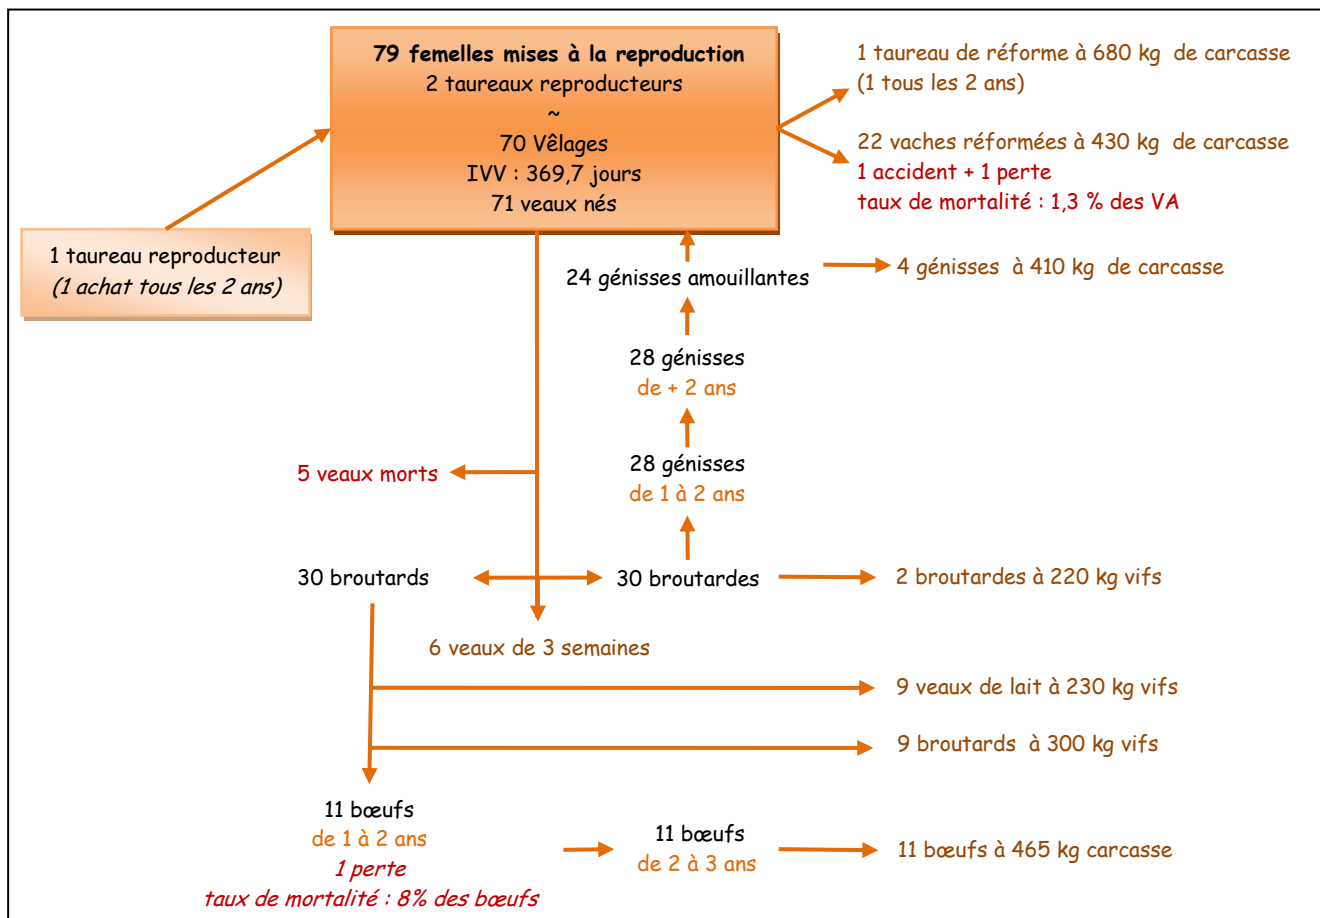 79 femelles mises à la reproduction
2 taureaux reproducteurs
~
70 Vêlages
IVV : 369,7 jours
71 veaux nés
1 taureau de réforme à 680 kg de carcasse
(1 tous les 2 ans)
22 vaches réformées à 430 kg de carcasse
1 accident + 1 perte
taux de mortalité : 1,3 % des VA
1 taureau reproducteur
(1 achat tous les 2 ans)
24 génisses amouillantes
4 génisses à 410 kg de carcasse
28 génisses
de + 2 ans
28 génisses
de 1 à 2 ans
5 veaux morts
30 broutards
30 broutardes
2 broutardes à 220 kg vifs
6 veaux de 3 semaines
9 veaux de lait à 230 kg vifs
9 broutards à 300 kg vifs
11 bœufs
de 1 à 2 ans
1 perte
taux de mortalité : 8% des bœufs
11 bœufs
de 2 à 3 ans
11 bœufs à 465 kg carcasse